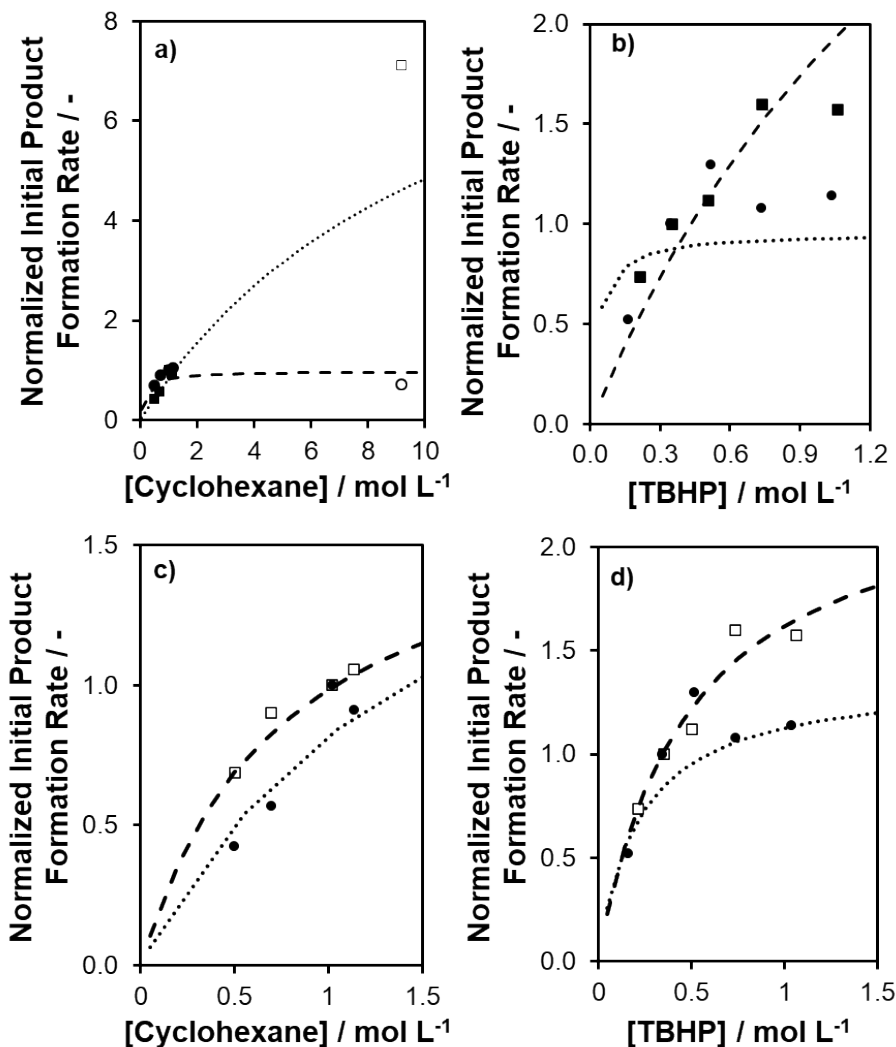 Normalized Initial Product
Formation Rate / -
a)
8
6
4
2
0
0 2 4 6 8 10
[Cyclohexane] / mol L-1
Normalized Initial Product
Formation Rate / -
b)
2.0
1.5
1.0
0.5
0.0
0.0 0.3 0.6 0.9 1.2
[TBHP] / mol L-1
Normalized Initial Product
Formation Rate / -
c)
1.5
1.0
0.5
0.0
0 0.5 1 1.5
[Cyclohexane] / mol L-1
Normalized Initial Product
Formation Rate / -
d)
2.0
1.5
1.0
0.5
0.0
0 0.5 1 1.5
[TBHP] / mol L-1